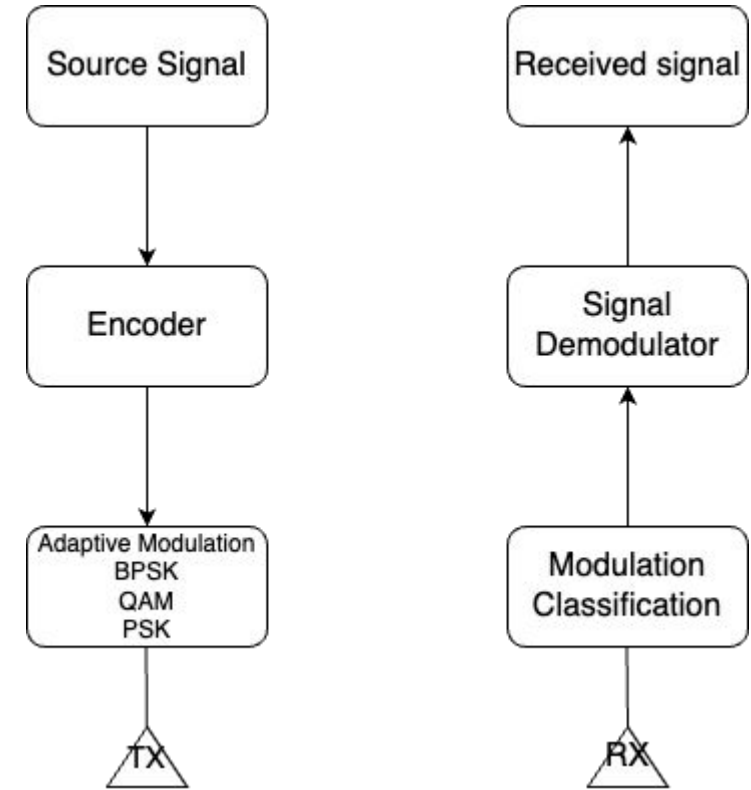 Source Signal
Encoder
Adaptive Modulation
BPSK
QAM
PSK
TX
Received signal
Signal
Demodulator
Modulation
Classification
RX